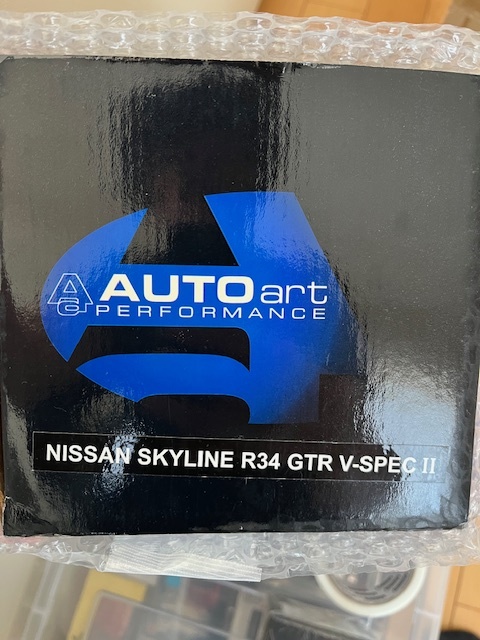 AUTOart
PERFORMANCE
NISSAN SKYLINE R34 GTR V-SPEC II